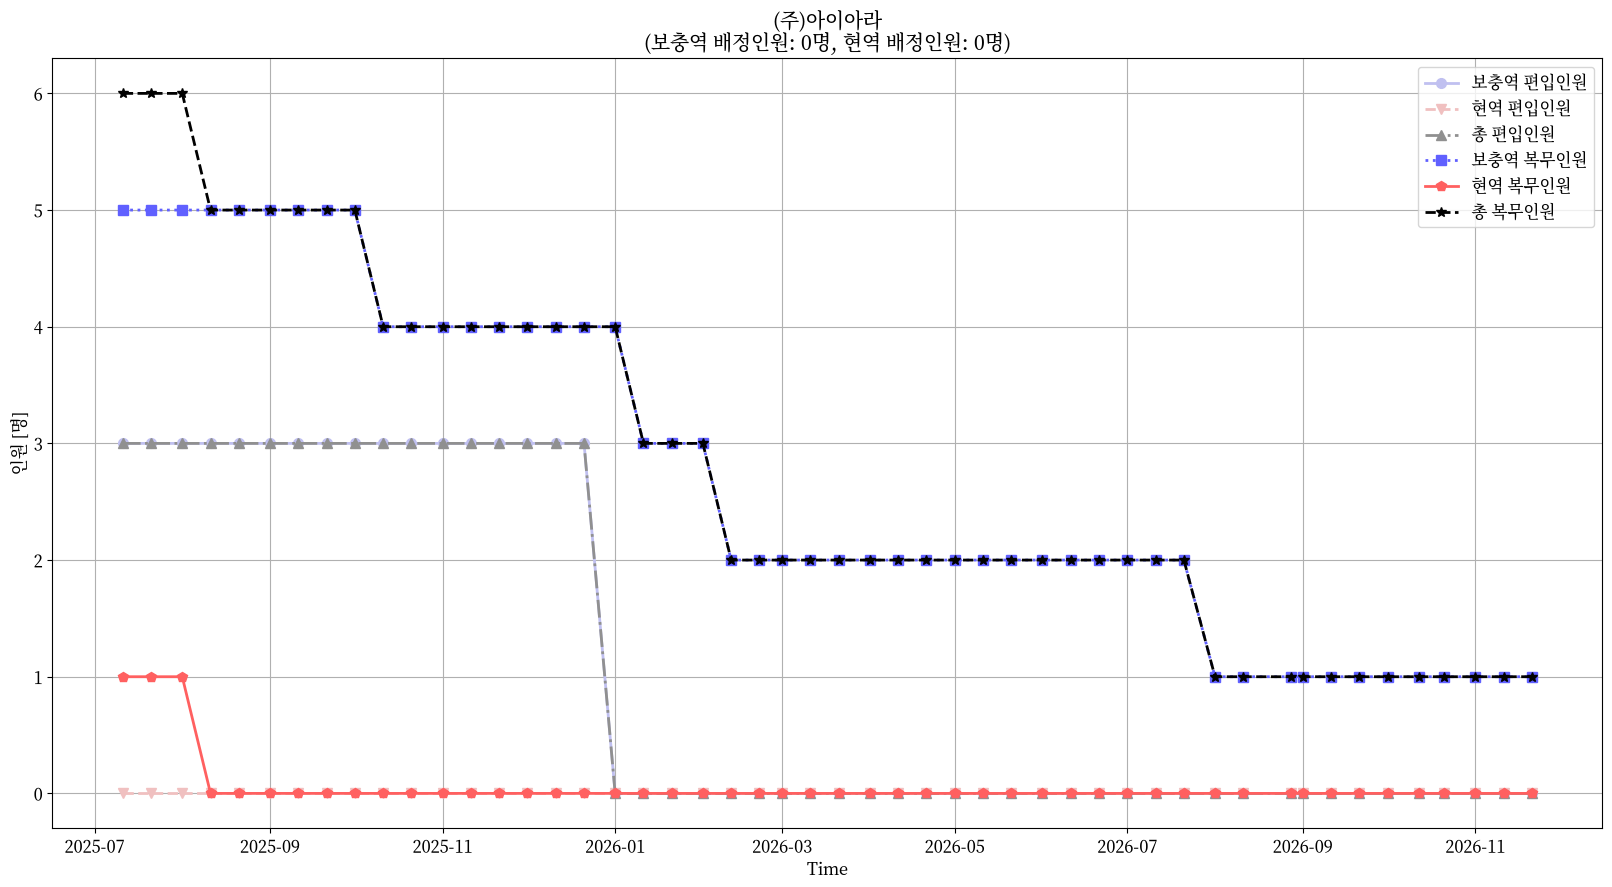 (주)아이아라
(보충역 배정인원: 0명, 현역 배정인원: 0명)
보충역 편입인원
현역 편입인원
총 편입인원
보충역 복무인원
현역 복무인원
총 복무인원
인원 [명]
6
5
4
3
2
1
0
2025-07
2025-09
2025-11
2026-01
2026-03
2026-05
2026-07
2026-09
2026-11
Time